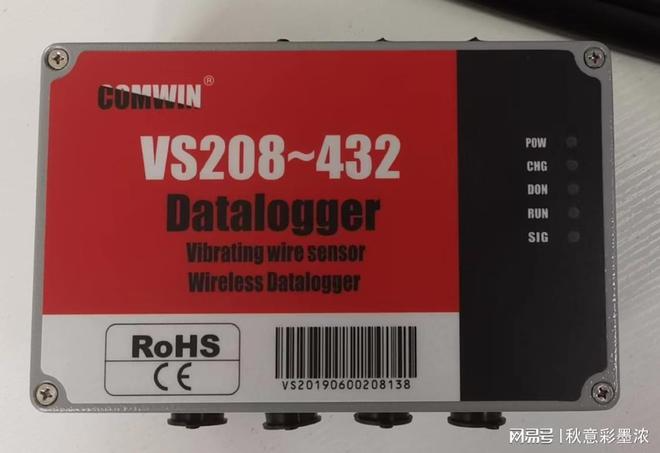 COMWIN®
VS208~432
Datalogger
Vibrating wire sensor
Wireless Datalogger
POW
CHG
DON
RUN
SIG
RoHS
CE
VS20190600208138
网易号|秋意彩墨浓